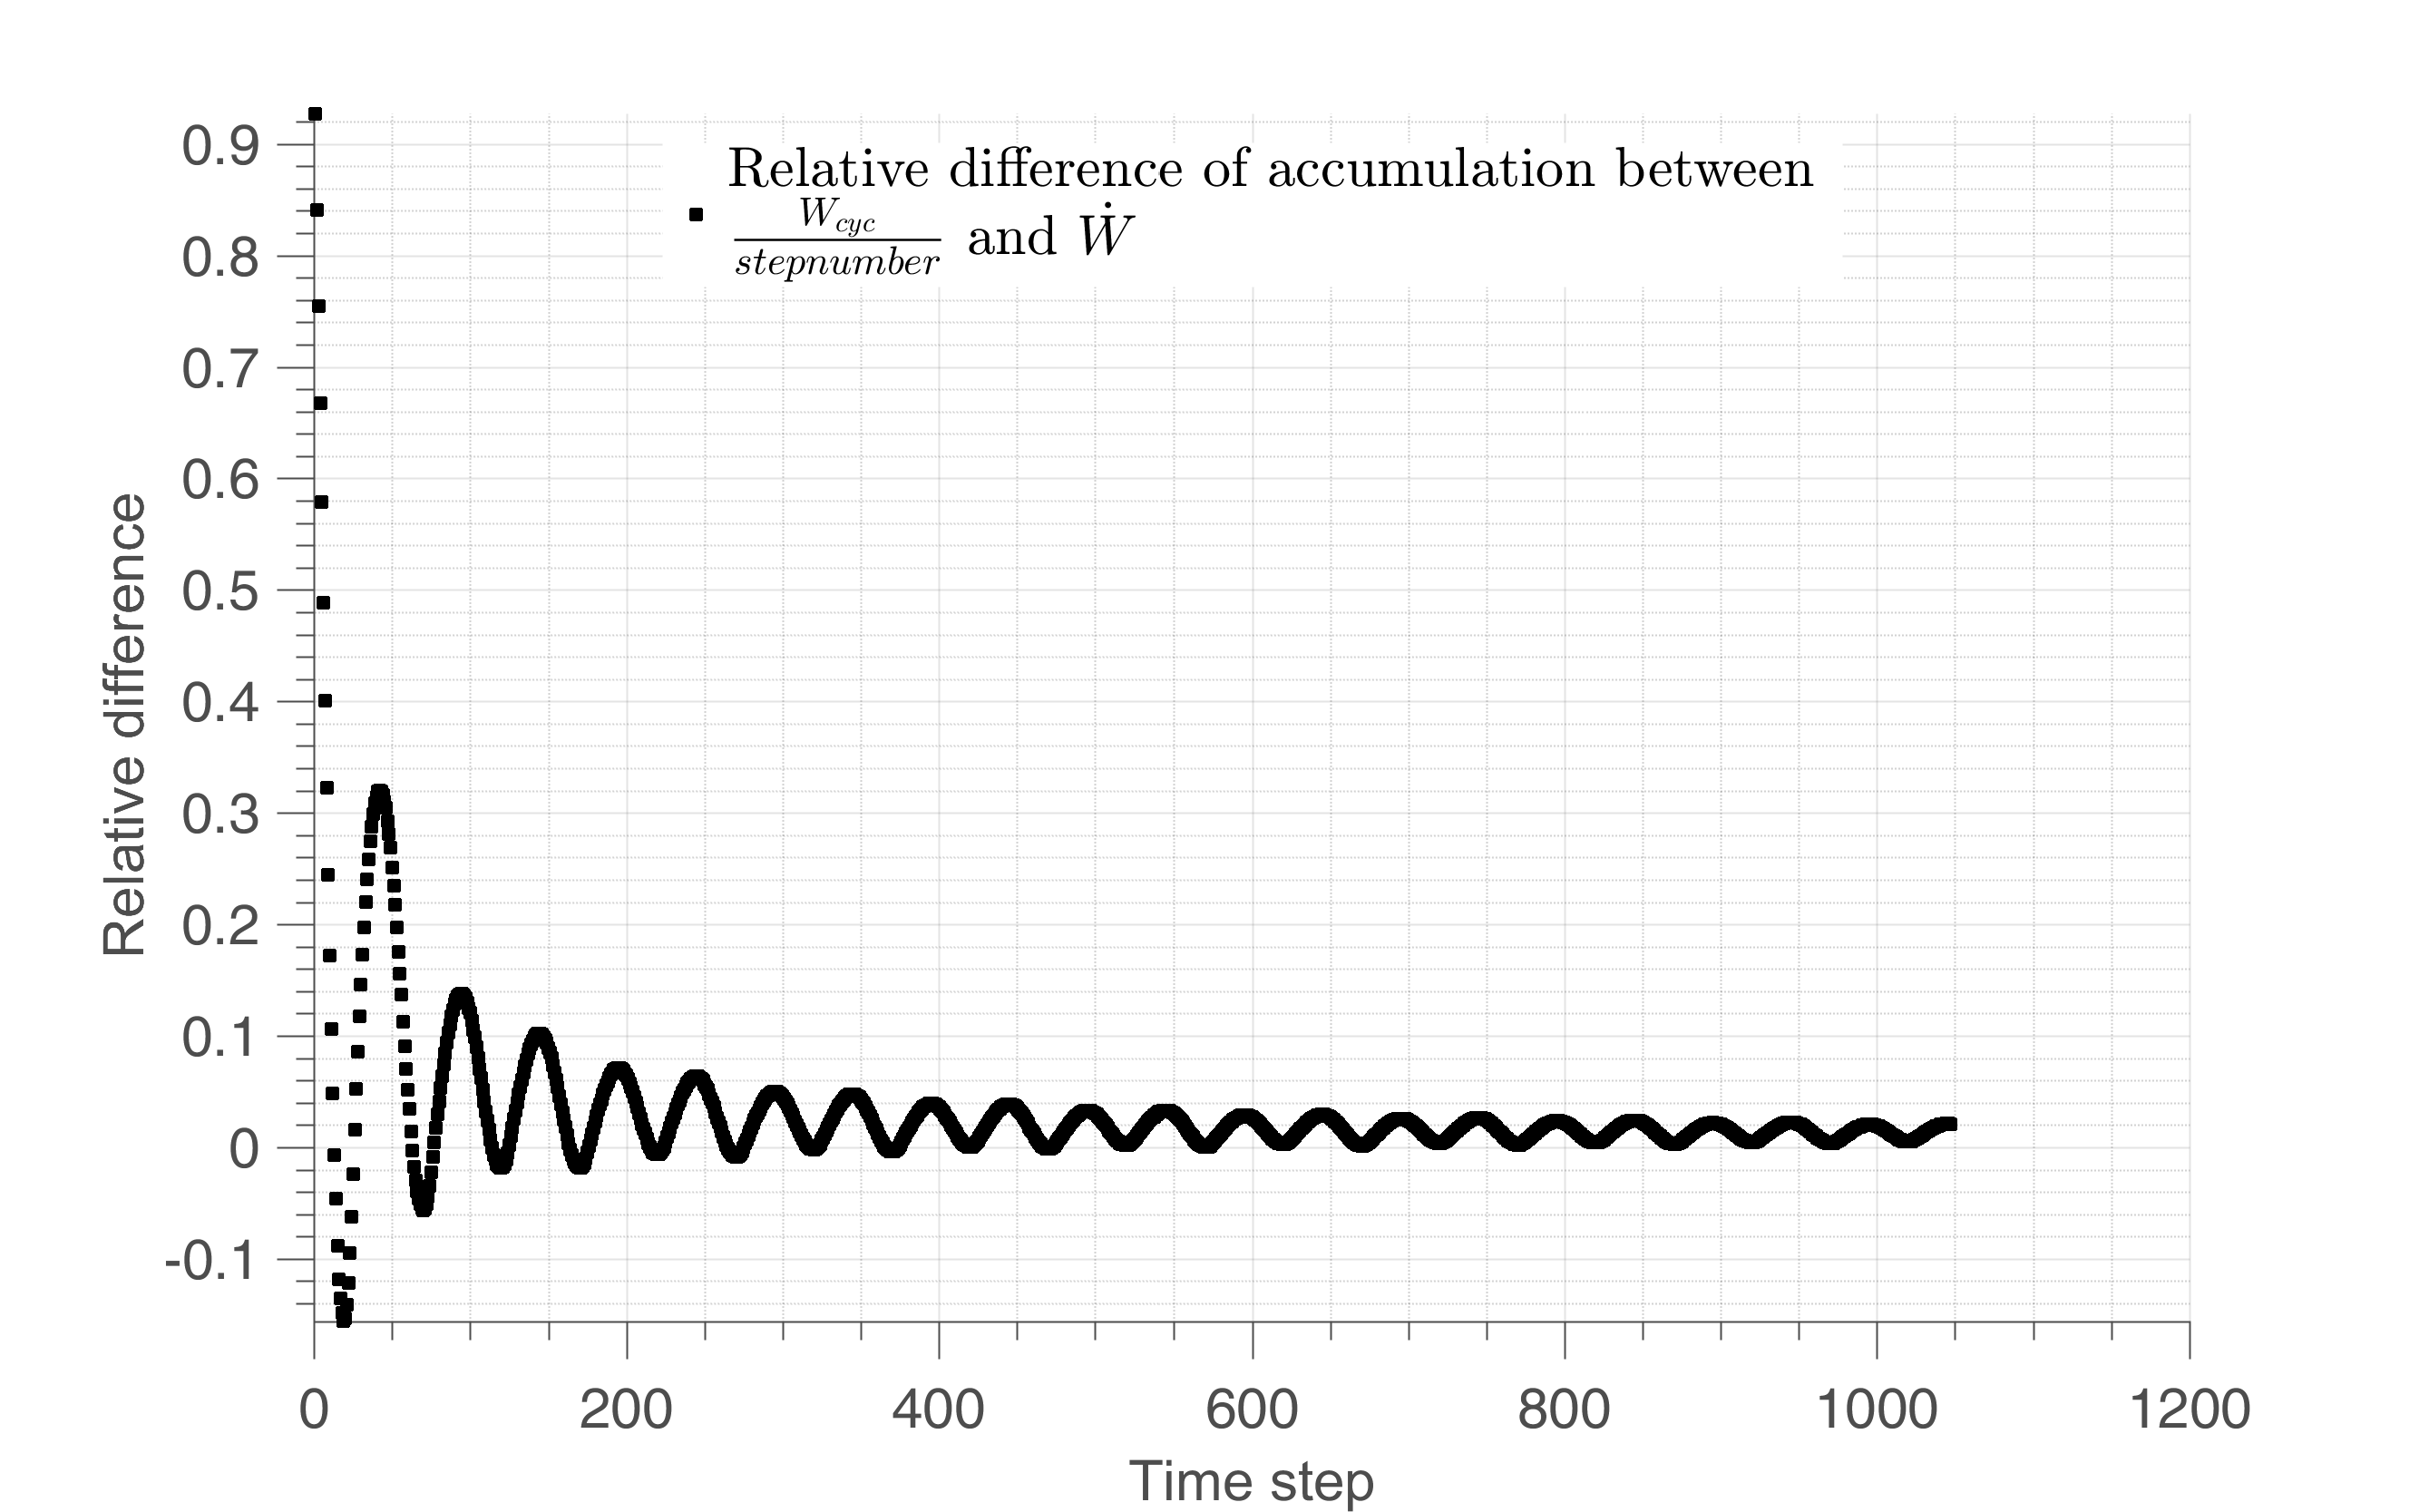 0.9
0.8
0.7
0.6
0.5
0.4
0.3
0.2
0.1
0
-0.1
Relative difference
Relative difference of accumulation between
W_{cyc}
stepnumber and Ẇ
0 200 400 600 800 1000 1200
Time step